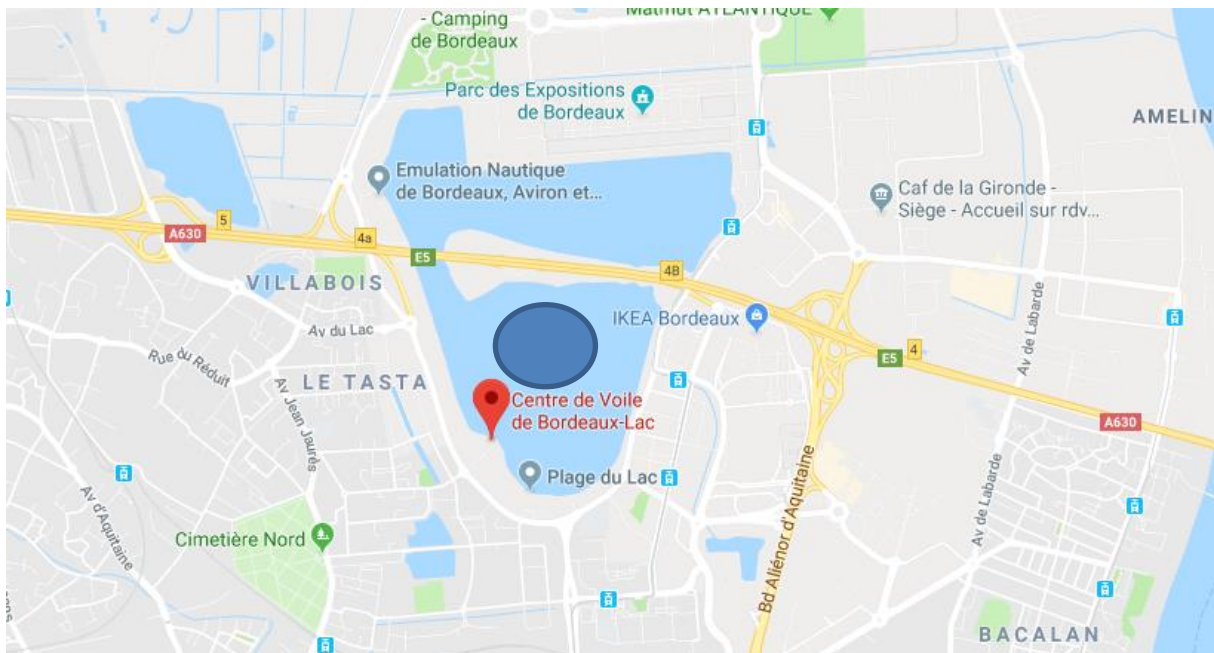 Matmut ATLANTIQUE
- Camping
de Bordeaux
Parc des Expositions
de Bordeaux
AMELIN
Emulation Nautique
de Bordeaux, Aviron et...
Caf de la Gironde -
Siège - Accueil sur rdv...
5
A630
4a
E5
4B
VILLABOIS
IKEA Bordeaux
Av du Lac
Av de Labarde
Rue du Réduit
E5
4
LE TASTA
Centre de Voile
de Bordeaux-Lac
A630
Av Jean Jaurès
Plage du Lac
Av d'Aquitaine
Av de Labarde
Cimetière Nord
Bd Aliénor d'Aquitaine
BACALAN